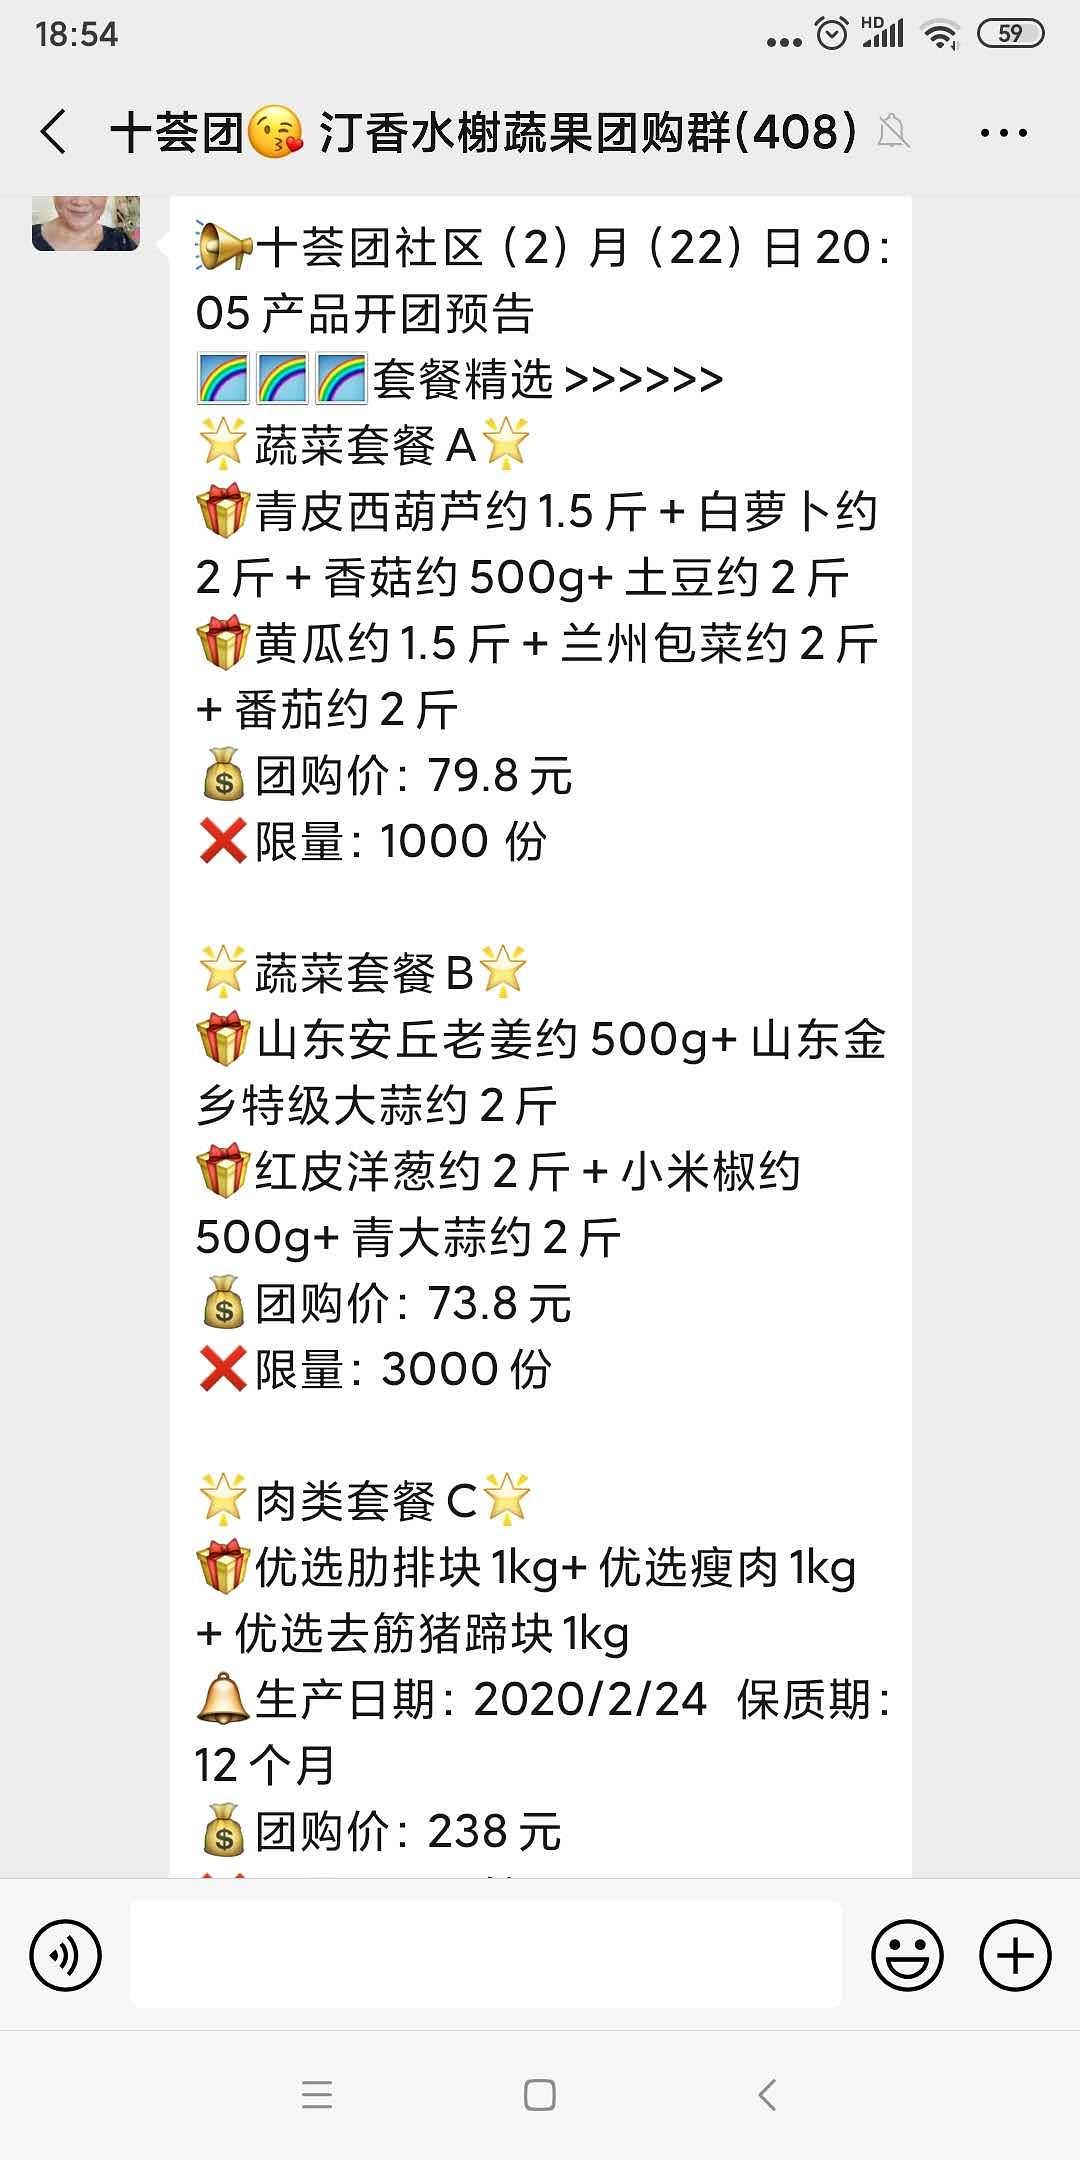 18:54
HD
59
十荟团😘 汀香水榭蔬果团购群(408)
📢十荟团社区（2）月（22）日 20：
05 产品开团预告
🌈🌈🌈套餐精选 >>>>>>
🌟蔬菜套餐 A🌟
🎁青皮西葫芦约 1.5 斤 + 白萝卜约
2 斤 + 香菇约 500g+ 土豆约 2 斤
🎁黄瓜约 1.5 斤 + 兰州包菜约 2 斤
+ 番茄约 2 斤
💰团购价：79.8 元
❌限量：1000 份
🌟蔬菜套餐 B🌟
🎁山东安丘老姜约 500g+ 山东金
乡特级大蒜约 2 斤
🎁红皮洋葱约 2 斤 + 小米椒约
500g+ 青大蒜约 2 斤
💰团购价：73.8 元
❌限量：3000 份
🌟肉类套餐 C🌟
🎁优选肋排块 1kg+ 优选瘦肉 1kg
+ 优选去筋猪蹄块 1kg
🔔生产日期：2020/2/24 保质期：
12 个月
💰团购价：238 元